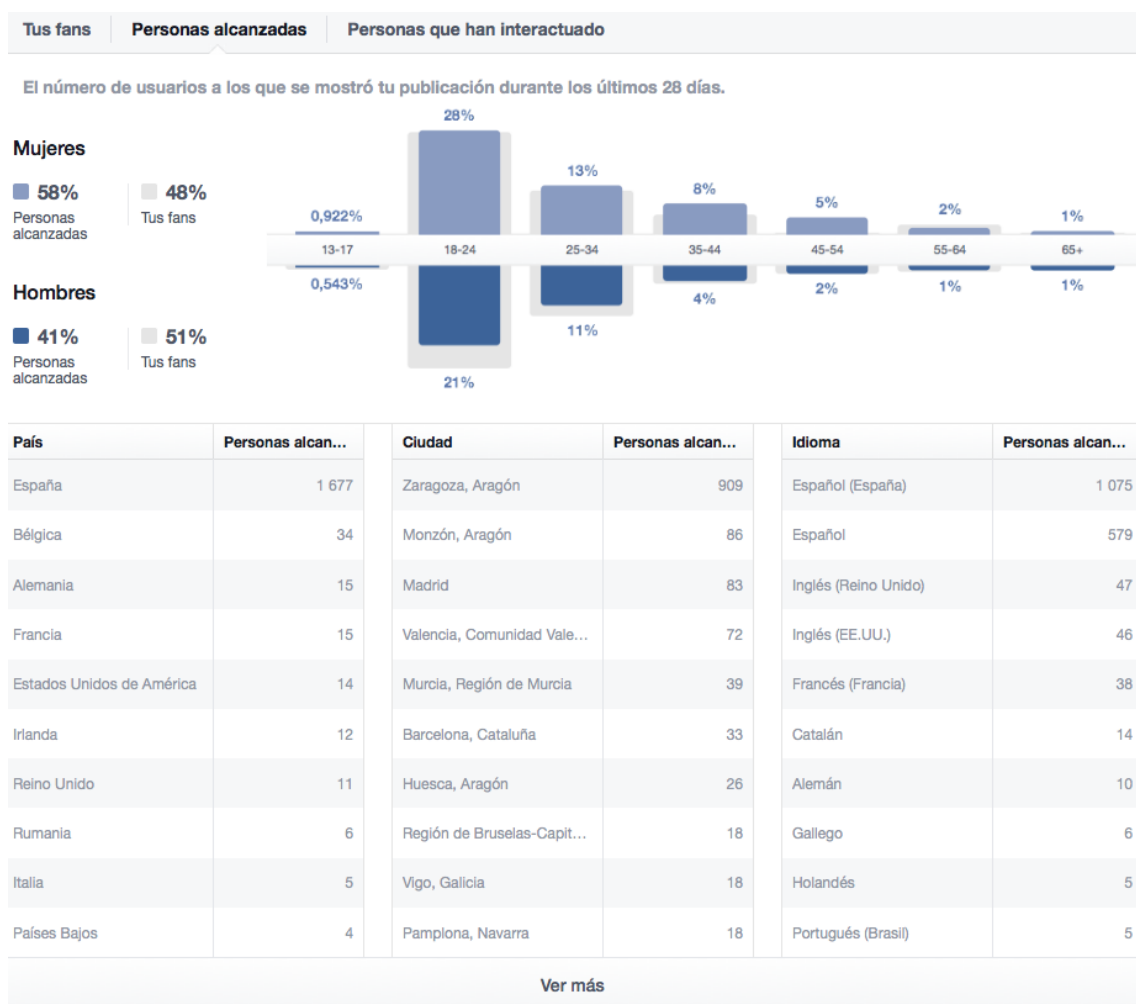 Tus fans Personas alcanzadas Personas que han interactuado
El número de usuarios a los que se mostró tu publicación durante los últimos 28 días.
Mujeres
58% 48%
Personas alcanzadas Tus fans
28%
13%
8%
5%
2%
1%
0,922%
13-17 18-24 25-34 35-44 45-54 55-64 65+
0,543%
21%
11%
4%
2%
1%
1%
Hombres
41% 51%
Personas alcanzadas Tus fans
País Personas alcan... Ciudad Personas alcan... Idioma Personas alcan...
España 1 677 Zaragoza, Aragón 909 Español (España) 1 075
Bélgica 34 Monzón, Aragón 86 Español 579
Alemania 15 Madrid 83 Inglés (Reino Unido) 47
Francia 15 Valencia, Comunidad Vale... 72 Inglés (EE.UU.) 46
Estados Unidos de América 14 Murcia, Región de Murcia 39 Francés (Francia) 38
Irlanda 12 Barcelona, Cataluña 33 Catalán 14
Reino Unido 11 Huesca, Aragón 26 Alemán 10
Rumania 6 Región de Bruselas-Capit... 18 Gallego 6
Italia 5 Vigo, Galicia 18 Holandés 5
Países Bajos 4 Pamplona, Navarra 18 Portugués (Brasil) 5
Ver más